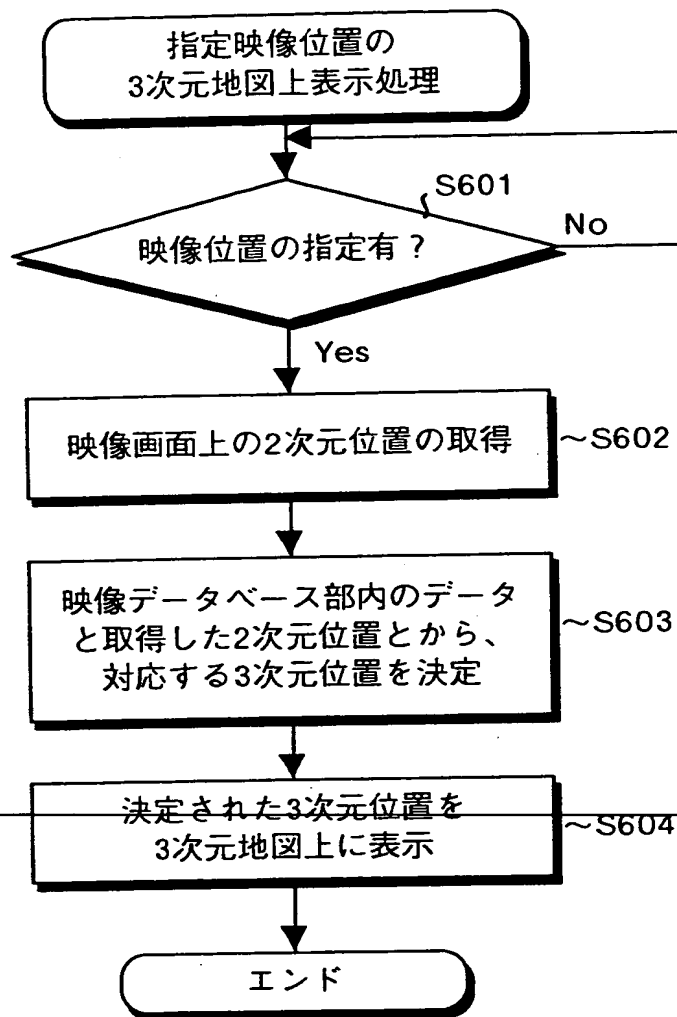 指定映像位置の
3次元地図上表示処理
S601
映像位置の指定有？
No
Yes
映像画面上の2次元位置の取得
～S602
映像データベース部内のデータ
と取得した2次元位置とから、
対応する3次元位置を決定
～S603
決定された3次元位置を
3次元地図上に表示
～S604
エンド